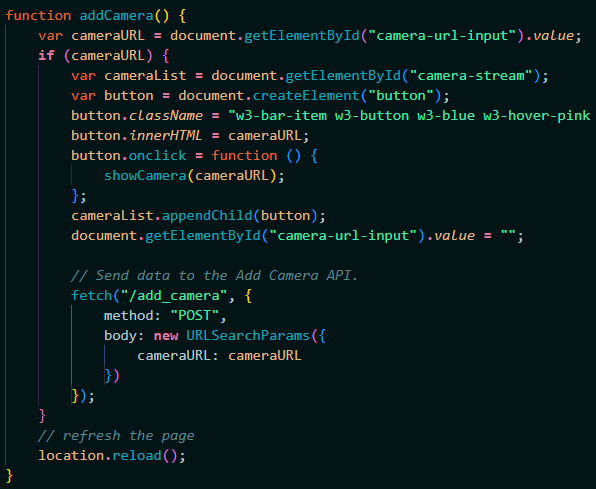 function addCamera() {
    var cameraURL = document.getElementById("camera-url-input").value;
    if (cameraURL) {
        var cameraList = document.getElementById("camera-stream");
        var button = document.createElement("button");
        button.className = "w3-bar-item w3-button w3-blue w3-hover-pink
        button.innerHTML = cameraURL;
        button.onclick = function () {
            showCamera(cameraURL);
        };
        cameraList.appendChild(button);
        document.getElementById("camera-url-input").value = "";

        // Send data to the Add Camera API.
        fetch("/add_camera", {
            method: "POST",
            body: new URLSearchParams({
                cameraURL: cameraURL
            })
        });
    }
    // refresh the page
    location.reload();
}